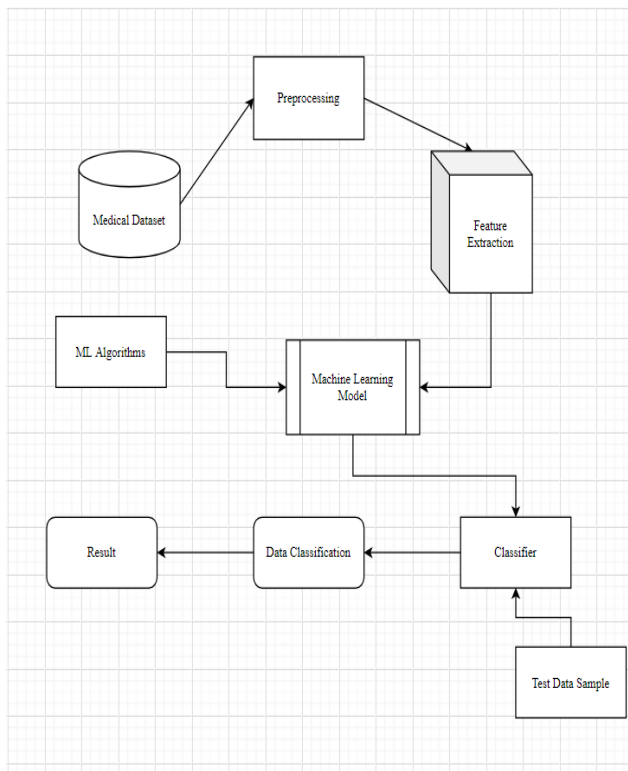 Preprocessing
Medical Dataset
Feature
Extraction
ML Algorithms
Machine Learning
Model
Result
Data Classification
Classifier
Test Data Sample